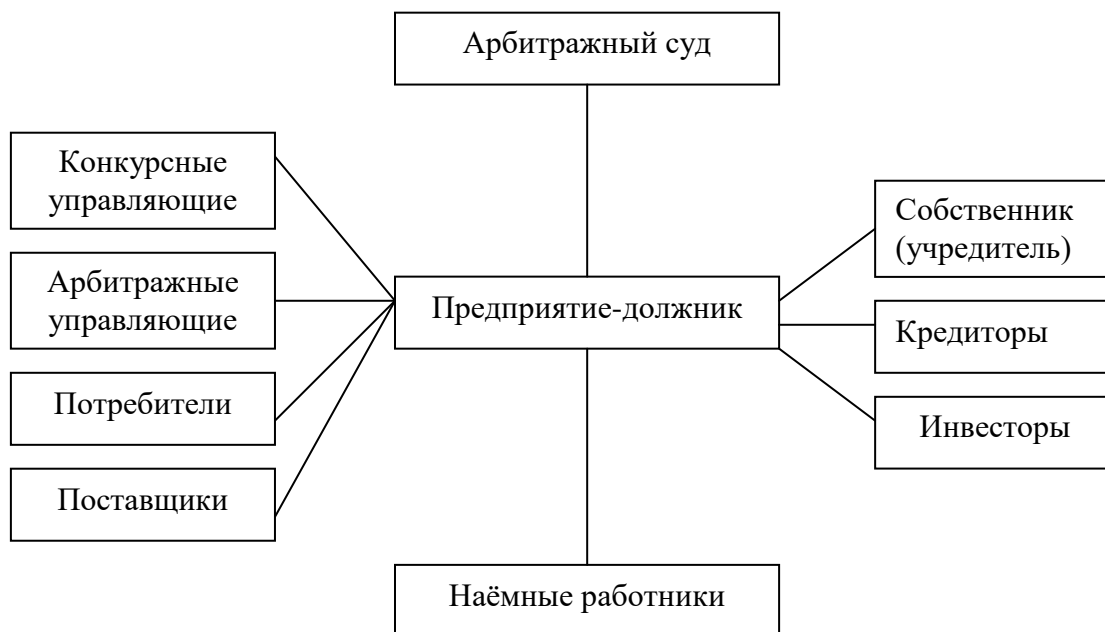 Арбитражный суд
Конкурсные
управляющие
Арбитражные
управляющие
Потребители
Поставщики
Предприятие-должник
Собственник
(учредитель)
Кредиторы
Инвесторы
Наёмные работники